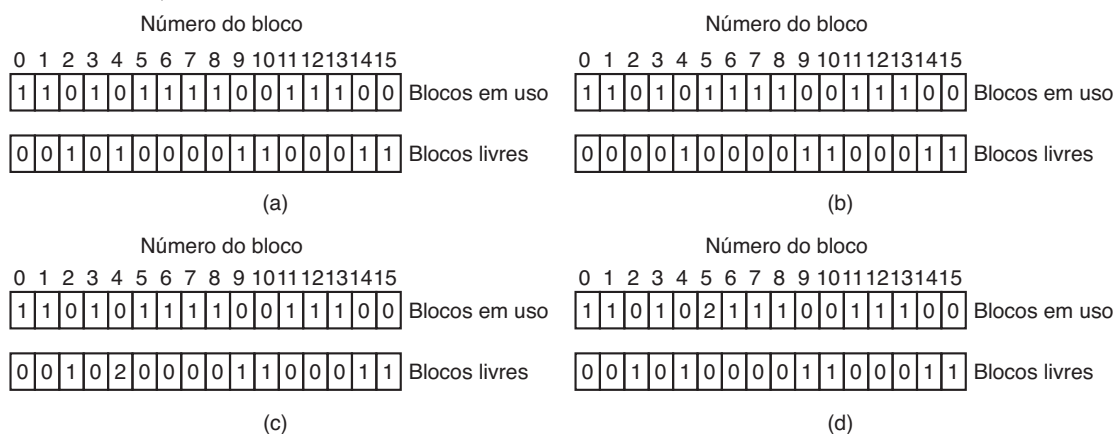 Número do bloco
0 1 2 3 4 5 6 7 8 9 10 11 12 13 14 15
1 1 0 1 0 1 1 1 1 0 0 1 1 1 0 0 Blocos em uso
0 0 1 0 1 0 0 0 0 1 1 0 0 0 1 1 Blocos livres
(a)
Número do bloco
0 1 2 3 4 5 6 7 8 9 10 11 12 13 14 15
1 1 0 1 0 1 1 1 1 0 0 1 1 1 0 0 Blocos em uso
0 0 0 0 1 0 0 0 0 1 1 0 0 0 1 1 Blocos livres
(b)
Número do bloco
0 1 2 3 4 5 6 7 8 9 10 11 12 13 14 15
1 1 0 1 0 1 1 1 1 0 0 1 1 1 0 0 Blocos em uso
0 0 1 0 2 0 0 0 0 1 1 0 0 0 1 1 Blocos livres
(c)
Número do bloco
0 1 2 3 4 5 6 7 8 9 10 11 12 13 14 15
1 1 0 1 0 2 1 1 1 0 0 1 1 1 0 0 Blocos em uso
0 0 1 0 1 0 0 0 0 1 1 0 0 0 1 1 Blocos livres
(d)